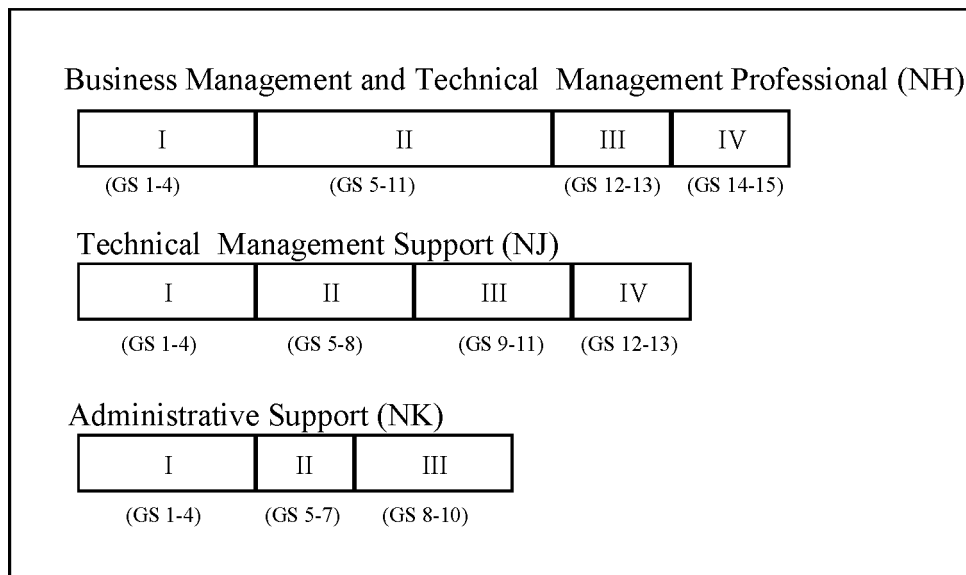 Business Management and Technical Management Professional (NH)
I II III IV
(GS 1-4) (GS 5-11) (GS 12-13) (GS 14-15)
Technical Management Support (NJ)
I II III IV
(GS 1-4) (GS 5-8) (GS 9-11) (GS 12-13)
Administrative Support (NK)
I II III
(GS 1-4) (GS 5-7) (GS 8-10)